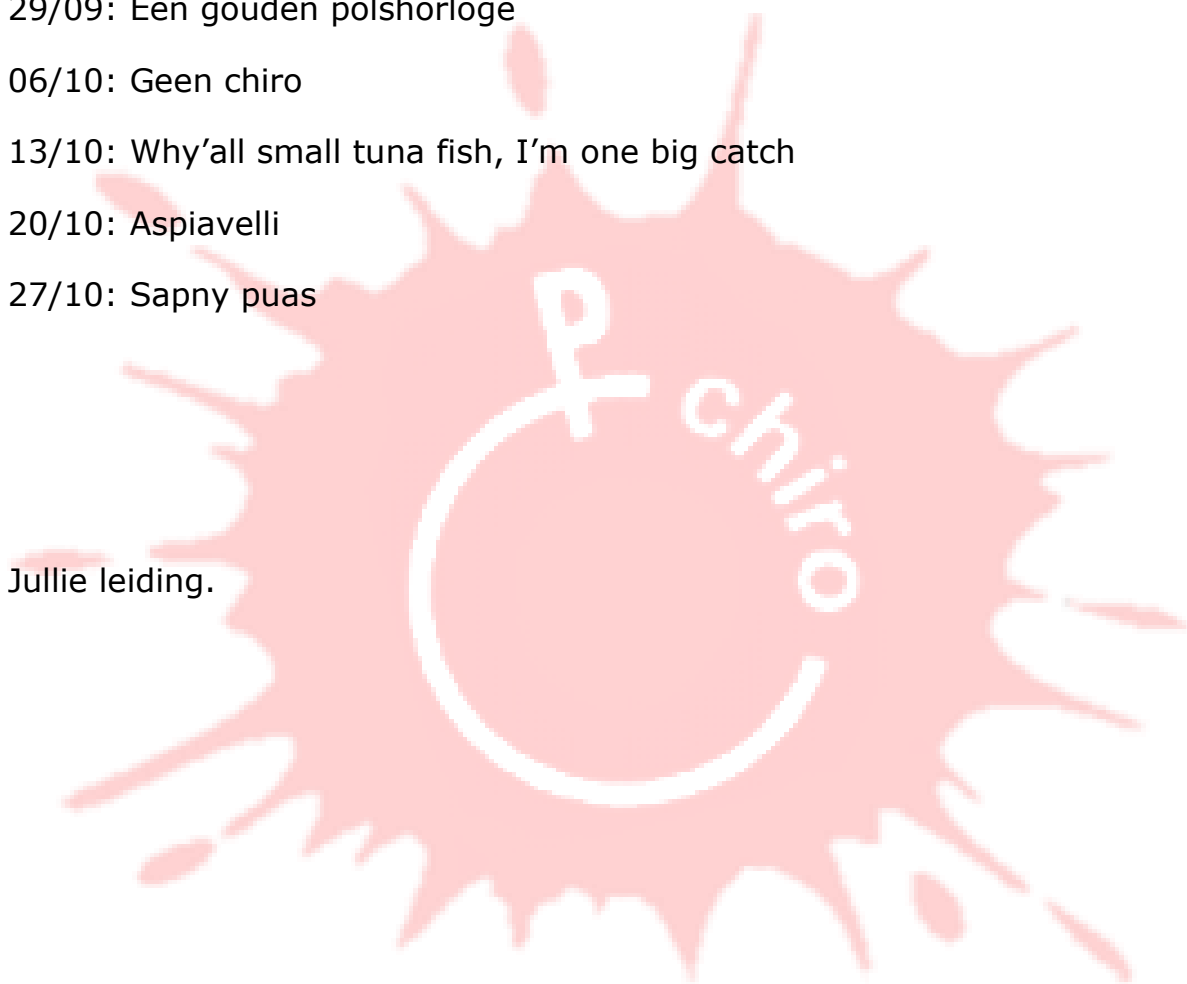 29/09: Een gouden polshorloge
06/10: Geen chiro
13/10: Why’all small tuna fish, I’m one big catch
20/10: Aspiavelli
27/10: Sapny puas
chiro
Jullie leiding.